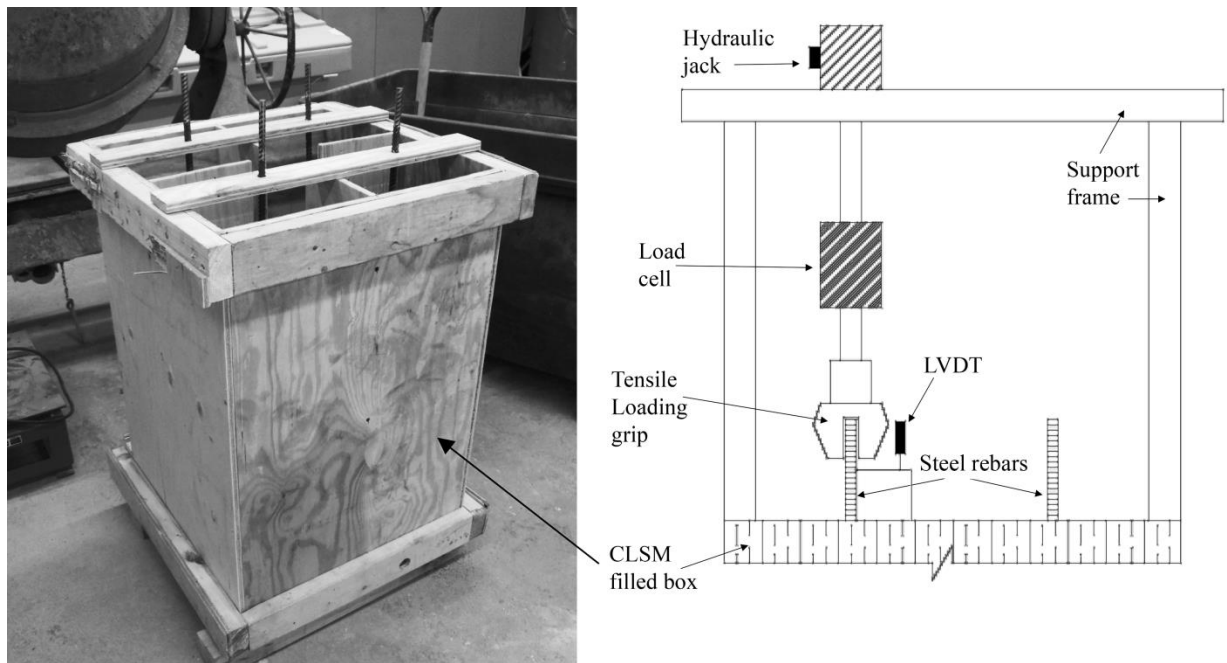 Hydraulic
jack
Support
frame
Load
cell
LVDT
Tensile
Loading
grip
Steel rebars
CLSM
filled box